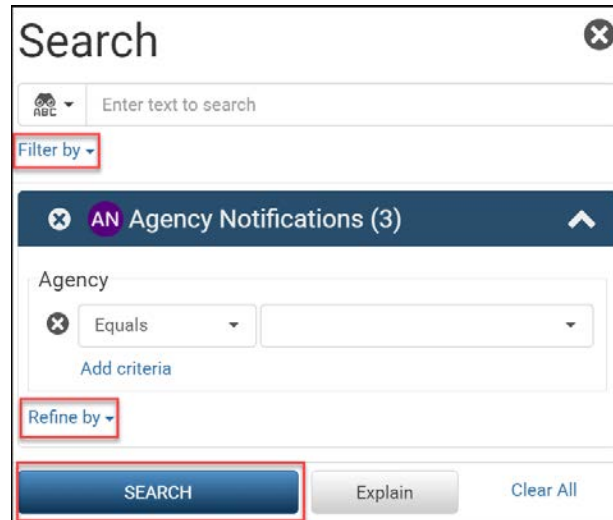 Search
ABC Enter text to search
Filter by
AN Agency Notifications (3)
Agency
Equals
Add criteria
Refine by
SEARCH Explain Clear All